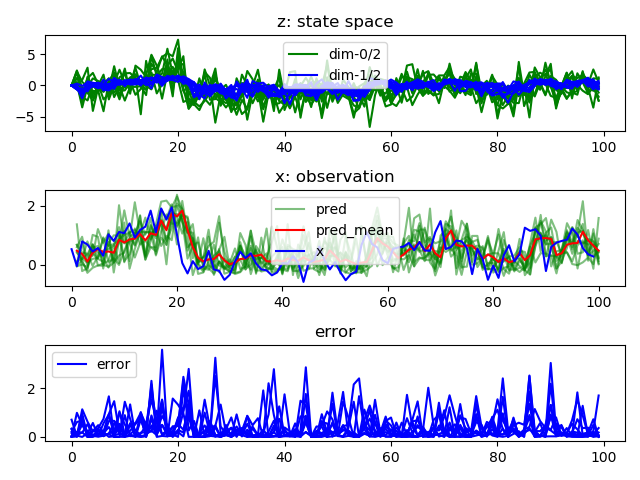 z: state space
5
0
−5
dim-0/2
dim-1/2
0
20
40
60
80
100
x: observation
2
0
pred
pred_mean
x
0
20
40
60
80
100
error
2
0
error
0
20
40
60
80
100